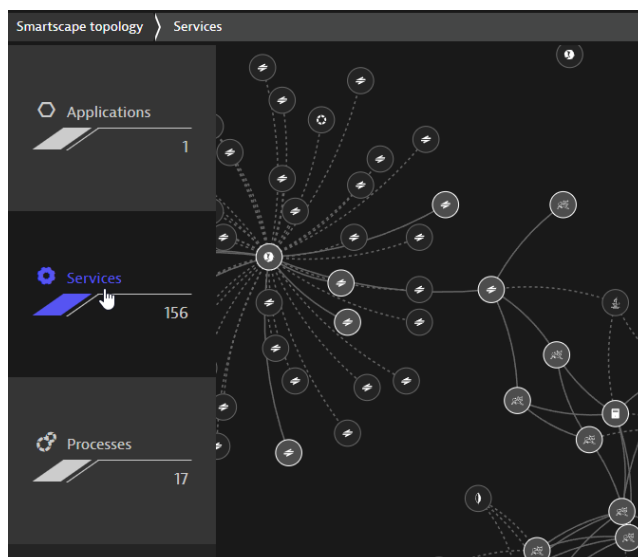 Smartscape topology
Services
Applications
1
Services
156
Processes
17